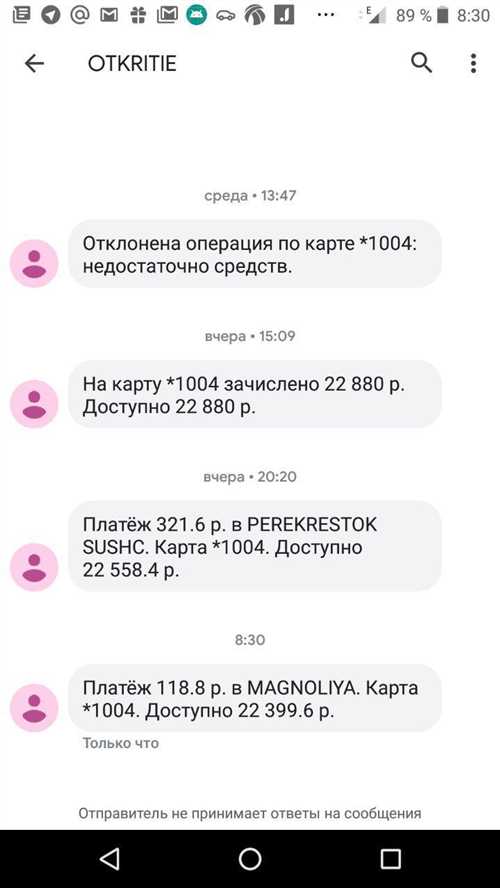 E
89 %
8:30
OTKRITIE
среда • 13:47
Отклонена операция по карте *1004:
недостаточно средств.
вчера • 15:09
На карту *1004 зачислено 22 880 р.
Доступно 22 880 р.
вчера • 20:20
Платёж 321.6 р. в PEREKRESTOK
SUSHC. Карта *1004. Доступно
22 558.4 р.
8:30
Платёж 118.8 р. в MAGNOLIYA. Карта
*1004. Доступно 22 399.6 р.
Только что
Отправитель не принимает ответы на сообщения